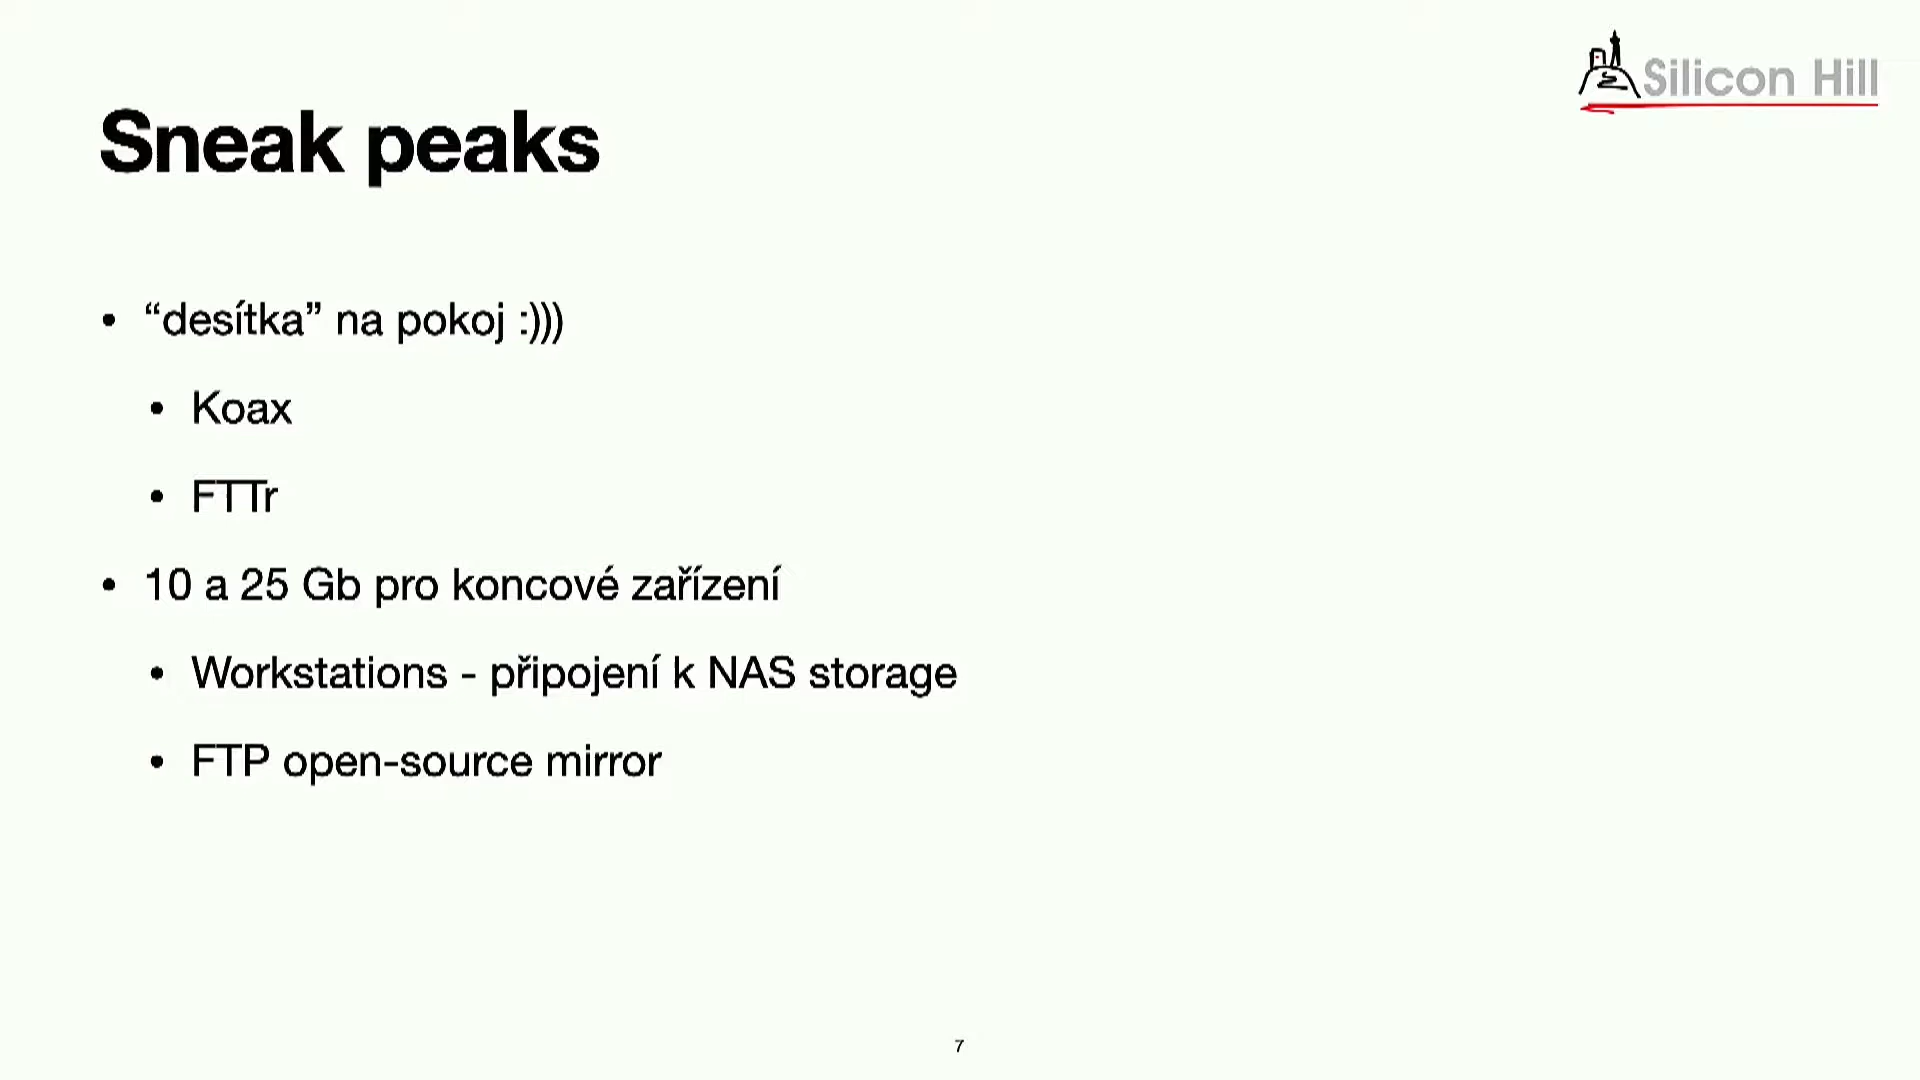 Silicon Hill
Sneak peaks
• “desítka” na pokoj :)))
• Koax
• FTTr
• 10 a 25 Gb pro koncové zařízení
• Workstations - připojení k NAS storage
• FTP open-source mirror
7